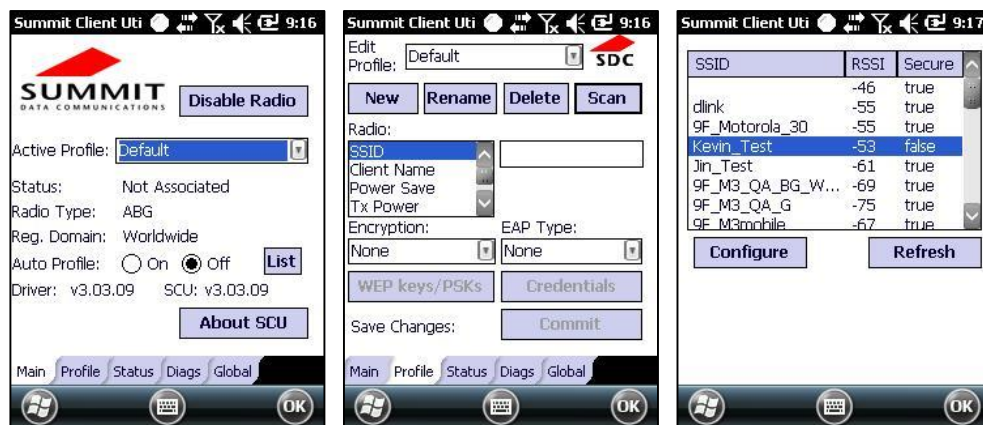 Summit Client Uti 9:16
SUMMIT
DATA COMMUNICATIONS
Disable Radio
Active Profile: Default
Status: Not Associated
Radio Type: ABG
Reg. Domain: Worldwide
Auto Profile: On Off List
Driver: v3.03.09 SCU: v3.03.09
About SCU
Main Profile Status Diags Global
OK
Summit Client Uti 9:16
Edit Profile: Default
SDC
New Rename Delete Scan
Radio:
SSID
Client Name
Power Save
Tx Power
Encryption: EAP Type:
None None
WEP keys/PSKs Credentials
Save Changes: Commit
Main Profile Status Diags Global
OK
Summit Client Uti 9:17
SSID RSSI Secure
-46 true
dlink -55 true
9F_Motorola_30 -55 true
Kevin_Test -53 false
Jin_Test -61 true
9F_M3_QA_BG_W... -69 true
9F_M3_QA_G -75 true
9F_M3mobile -67 true
Configure Refresh
OK